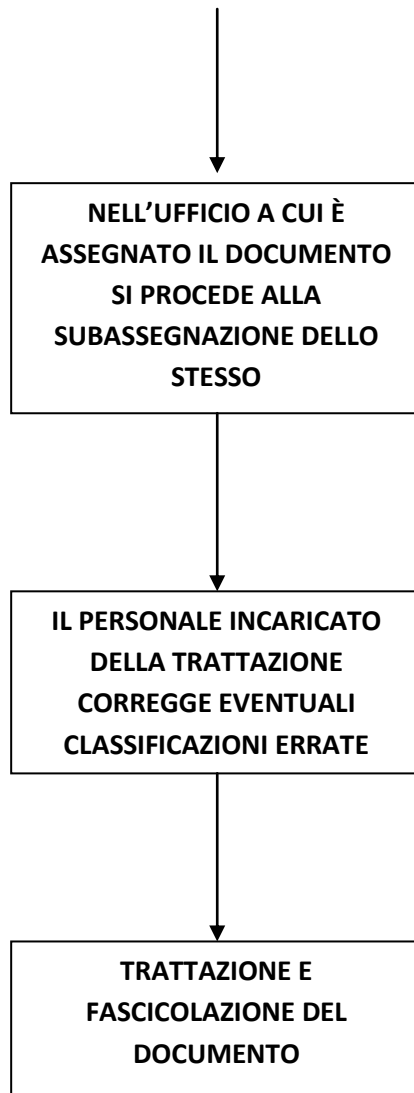 NELL’UFFICIO A CUI È
ASSEGNATO IL DOCUMENTO
SI PROCEDE ALLA
SUBASSEGNAZIONE DELLO
STESSO
IL PERSONALE INCARICATO
DELLA TRATTAZIONE
CORREGGE EVENTUALI
CLASSIFICAZIONI ERRATE
TRATTAZIONE E
FASCICOLAZIONE DEL
DOCUMENTO